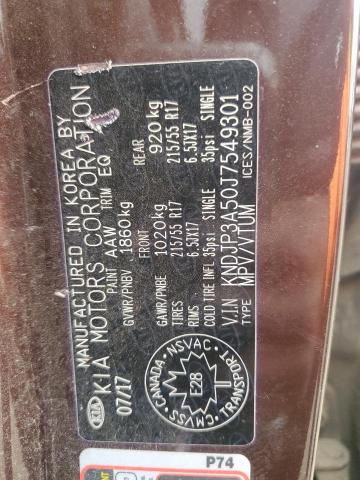 MANUFACTURED IN KOREA BY
KIA KIA MOTORS CORPORATION
07/17 PAINT AAW TRIM EQ
GVWR/PNBV 1860kg
FRONT REAR
GAWR/PNBE 1020kg 920kg
TIRES 215/55 R17 215/55 R17
RIMS 6.5JX17 6.5JX17
COLD TIRE INFL 35psi SINGLE 35psi SINGLE
V.I.N KNDJP3A50J7549301
TYPE MPV/VTUM ICES/NMB-002
CANADA NSVAC TRANSPORT CMVSS
M T
E28
P74